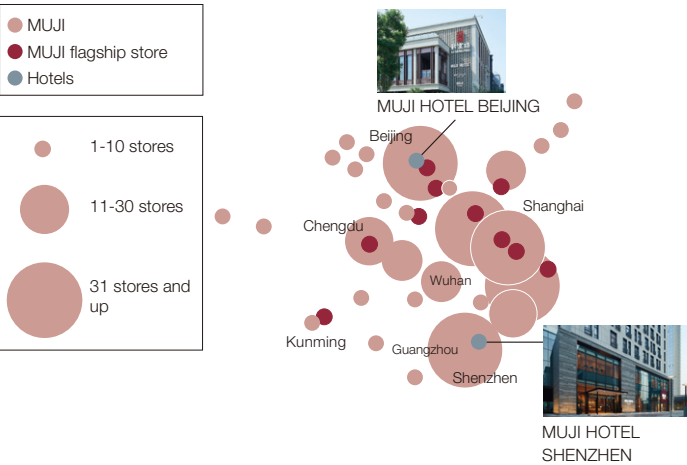 MUJI
MUJI flagship store
Hotels
1-10 stores
11-30 stores
31 stores and
up
MUJI HOTEL BEIJING
Beijing
Shanghai
Chengdu
Wuhan
Kunming
Guangzhou
Shenzhen
MUJI HOTEL
SHENZHEN